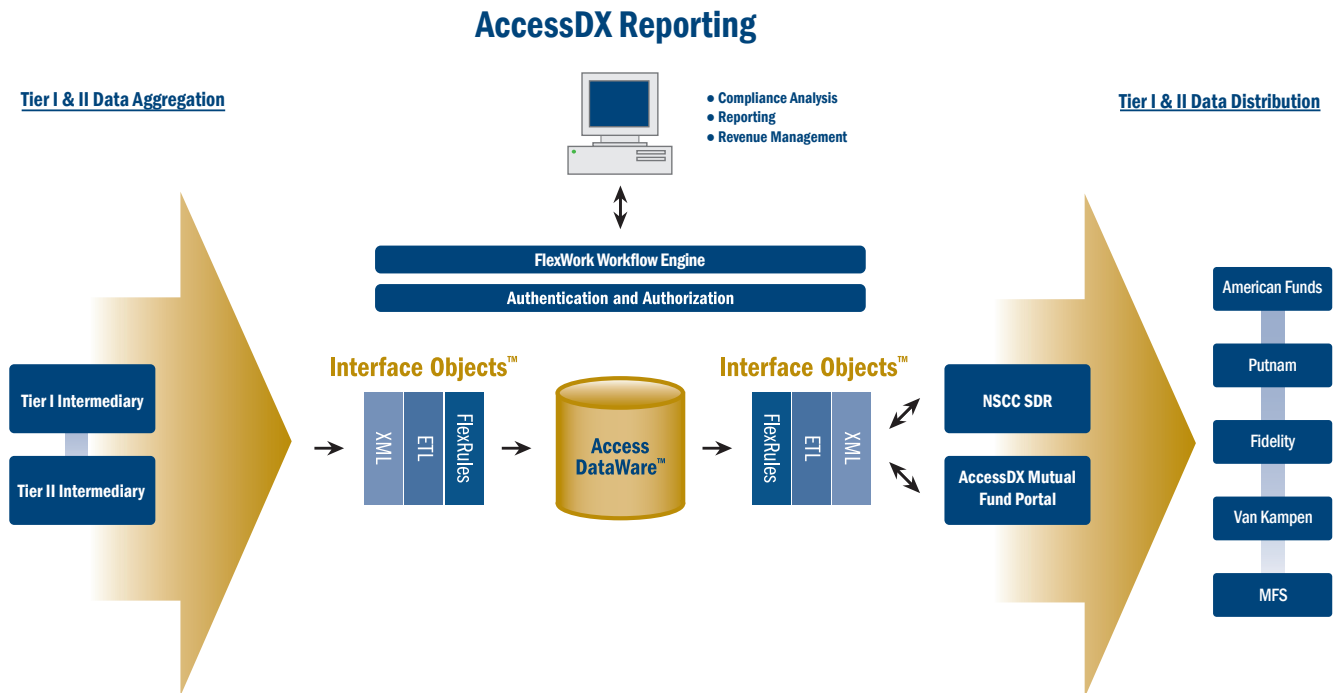 AccessDX Reporting
Tier I & II Data Aggregation
● Compliance Analysis
● Reporting
● Revenue Management
Tier I & II Data Distribution
FlexWork Workflow Engine
Authentication and Authorization
Tier I Intermediary
Tier II Intermediary
Interface Objects™
XML
ETL
FlexRules
Access
DataWare™
Interface Objects™
FlexRules
ETL
XML
NSCC SDR
AccessDX Mutual
Fund Portal
American Funds
Putnam
Fidelity
Van Kampen
MFS